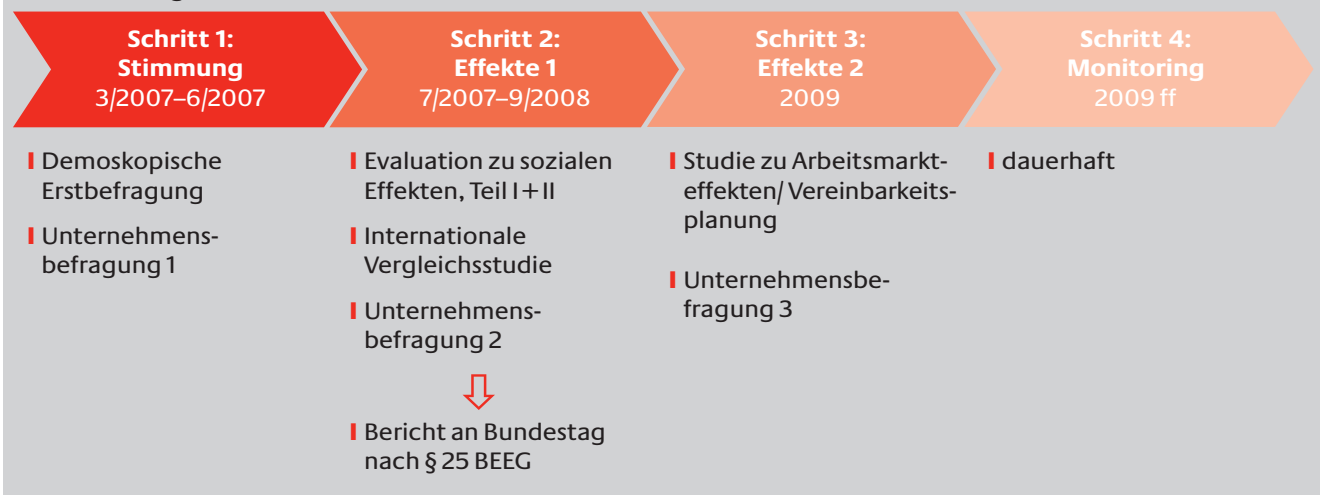 Schritt 1:
Stimmung
3/2007–6/2007
Schritt 2:
Effekte 1
7/2007–9/2008
Schritt 3:
Effekte 2
2009
Schritt 4:
Monitoring
2009 ff
Demoskopische
Erstbefragung
Unternehmens-
befragung 1
Evaluation zu sozialen
Effekten, Teil I + II
Internationale
Vergleichsstudie
Unternehmens-
befragung 2
Bericht an Bundestag
nach § 25 BEEG
Studie zu Arbeitsmarkt-
effekten/ Vereinbarkeits-
planung
Unternehmensbe-
fragung 3
dauerhaft